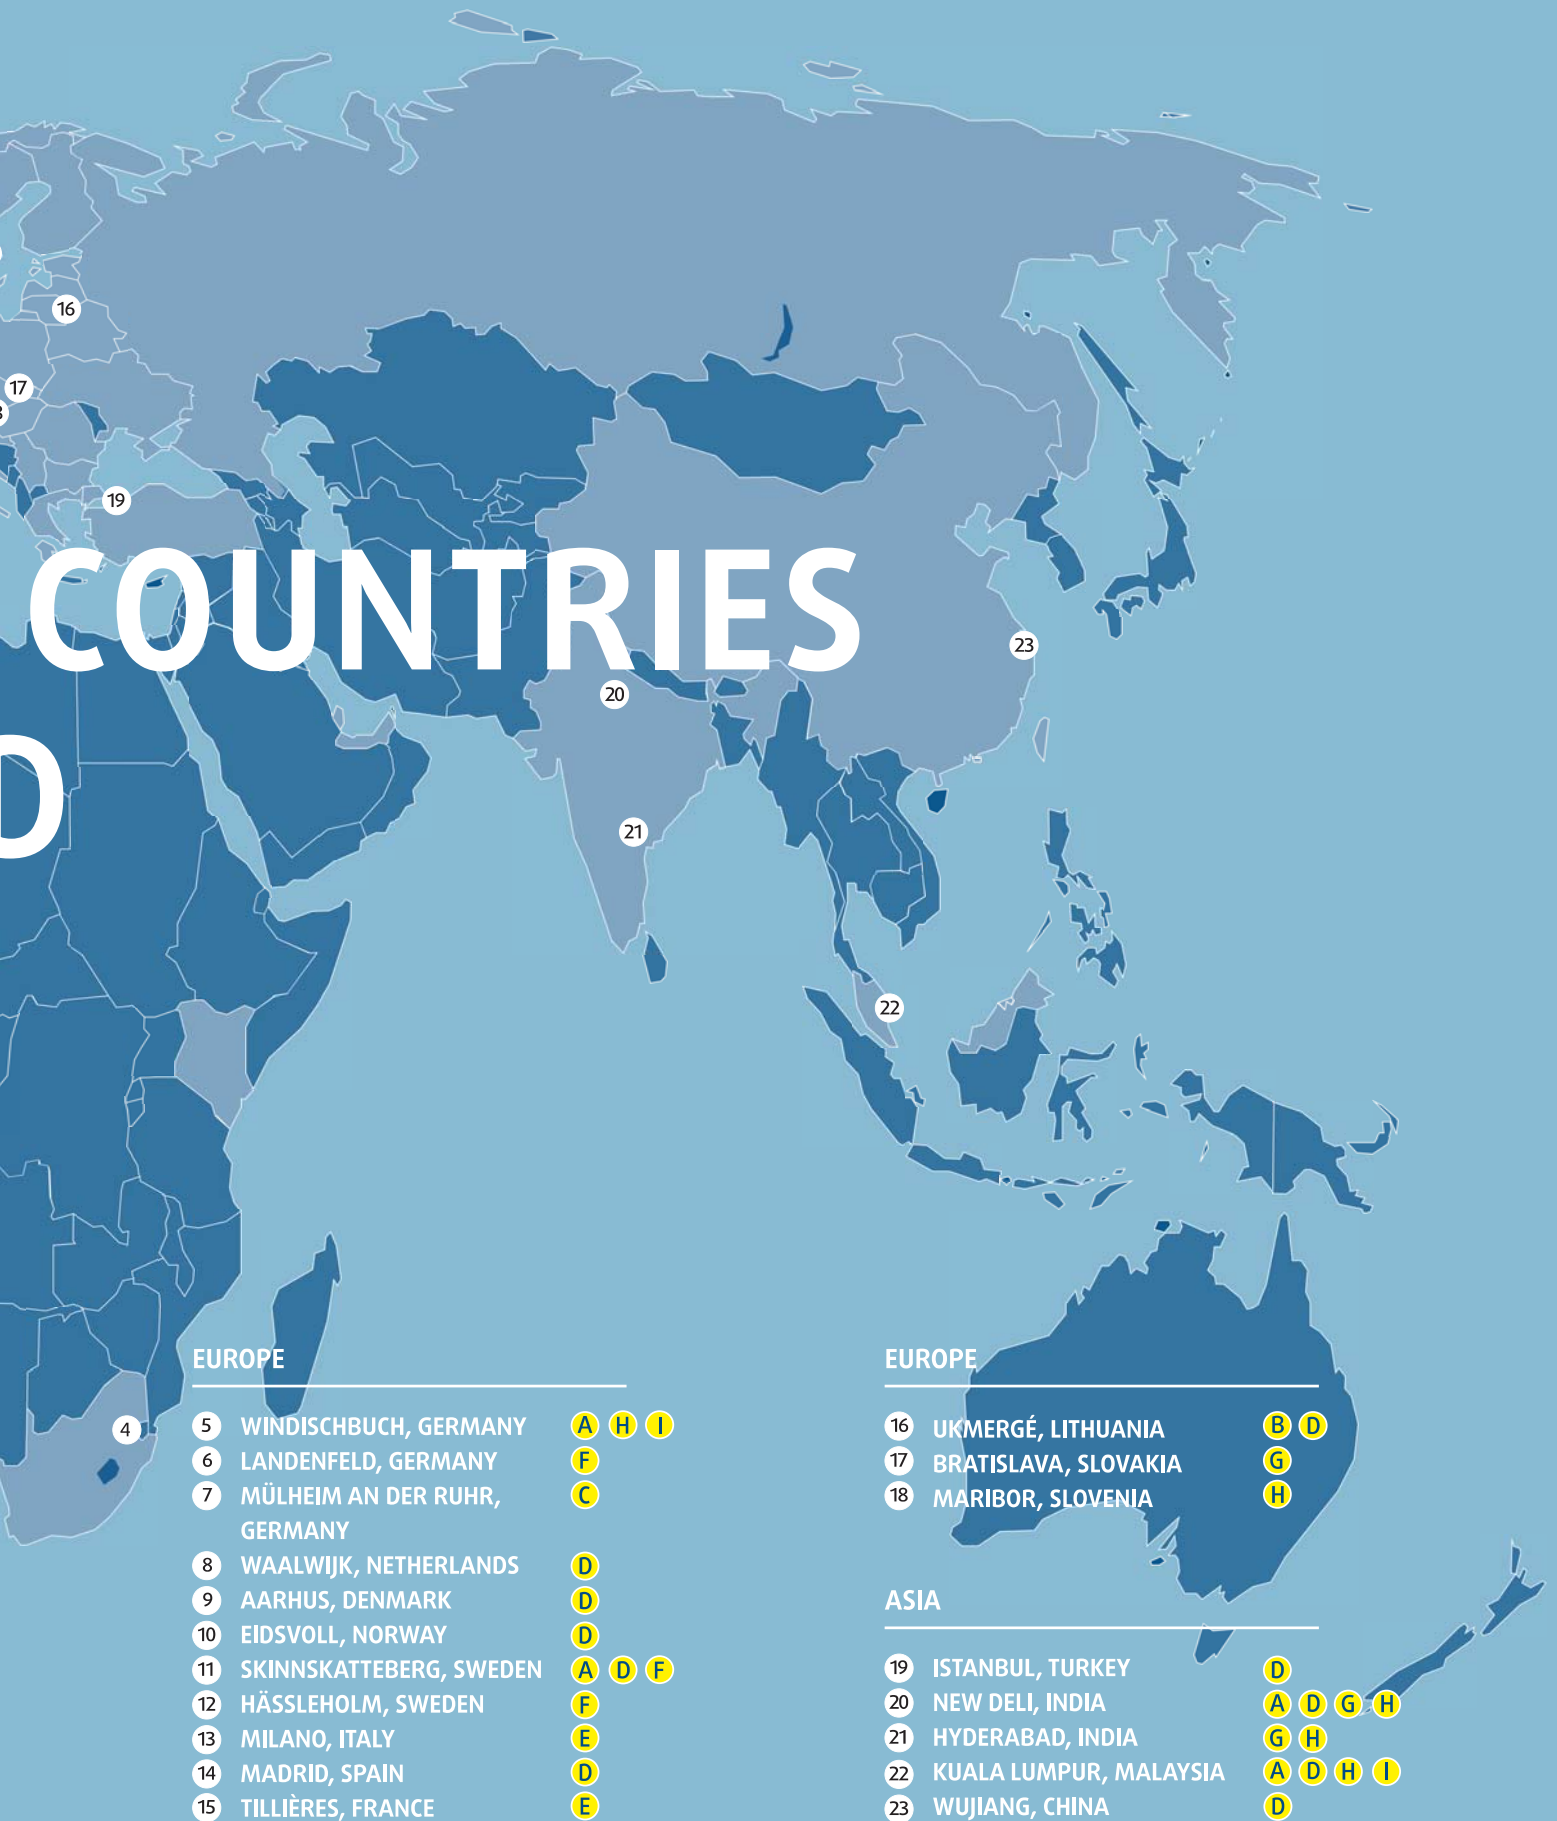 16
17
19
COUNTRIES
23
20
D
21
22
4
EUROPE
5 WINDISCHBUCH, GERMANY A H I
6 LANDENFELD, GERMANY F
7 MÜLHEIM AN DER RUHR, C
GERMANY
8 WAALWIJK, NETHERLANDS D
9 AARHUS, DENMARK D
10 EIDSVOLL, NORWAY D
11 SKINNSKATTEBERG, SWEDEN A D F
12 HÄSSLEHOLM, SWEDEN F
13 MILANO, ITALY E
14 MADRID, SPAIN D
15 TILLIÈRES, FRANCE E
EUROPE
16 UKMERGÉ, LITHUANIA B D
17 BRATISLAVA, SLOVAKIA G
18 MARIBOR, SLOVENIA H
ASIA
19 ISTANBUL, TURKEY D
20 NEW DELI, INDIA A D G H
21 HYDERABAD, INDIA G H
22 KUALA LUMPUR, MALAYSIA A D H I
23 WUJIANG, CHINA D